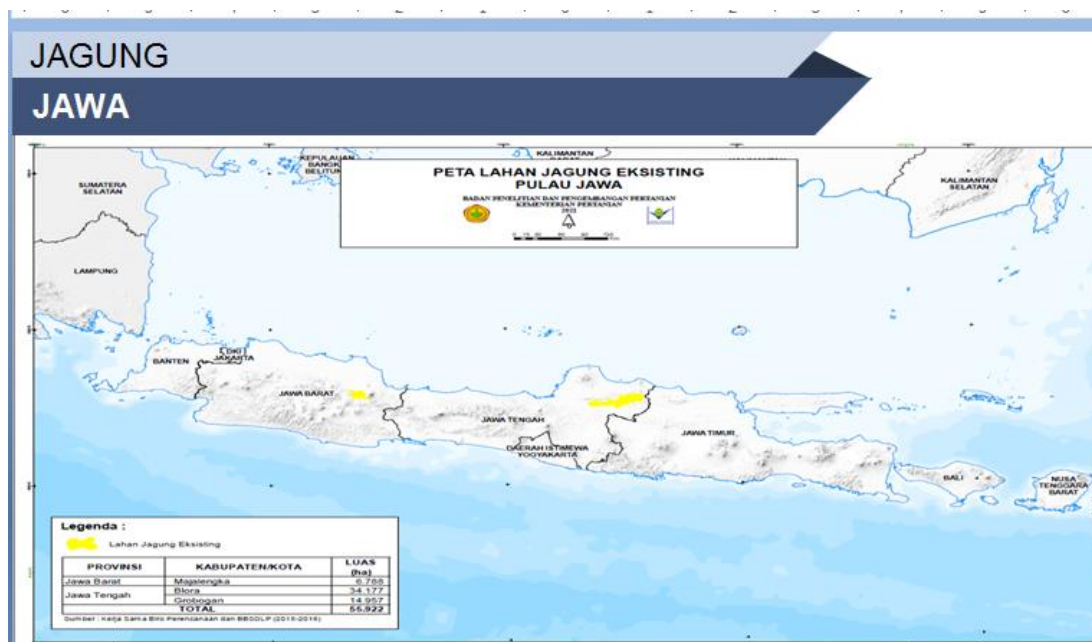 JAGUNG
JAWA
PETA LAHAN JAGUNG EKSISTING
PULAU JAWA
BADAN PENELITIAN DAN PENGEMBANGAN PERTANIAN
KEMENTERIAN PERTANIAN
2021
KEPULAUAN
BANGKA
BELITUNG
KALIMANTAN
SUMATERA
SELATAN
KALIMANTAN
SELATAN
LAMPUNG
BANTEN
DKI
JAKARTA
JAWA BARAT
JAWA TENGAH
DAERAH ISTIMEWA
YOGYAKARTA
JAWA TIMUR
BALI
NUSA
TENGGARA
BARAT
Legenda :
Lahan Jagung Eksisting
PROVINSI KABUPATEN/KOTA LUAS (ha)
Jawa Barat Majalengka 6.788
Jawa Tengah Blora 34.177
Grobogan 14.957
TOTAL 55.922
Sumber : Kerja Sama Biro Perencanaan dan BBSDLP (2015-2016)